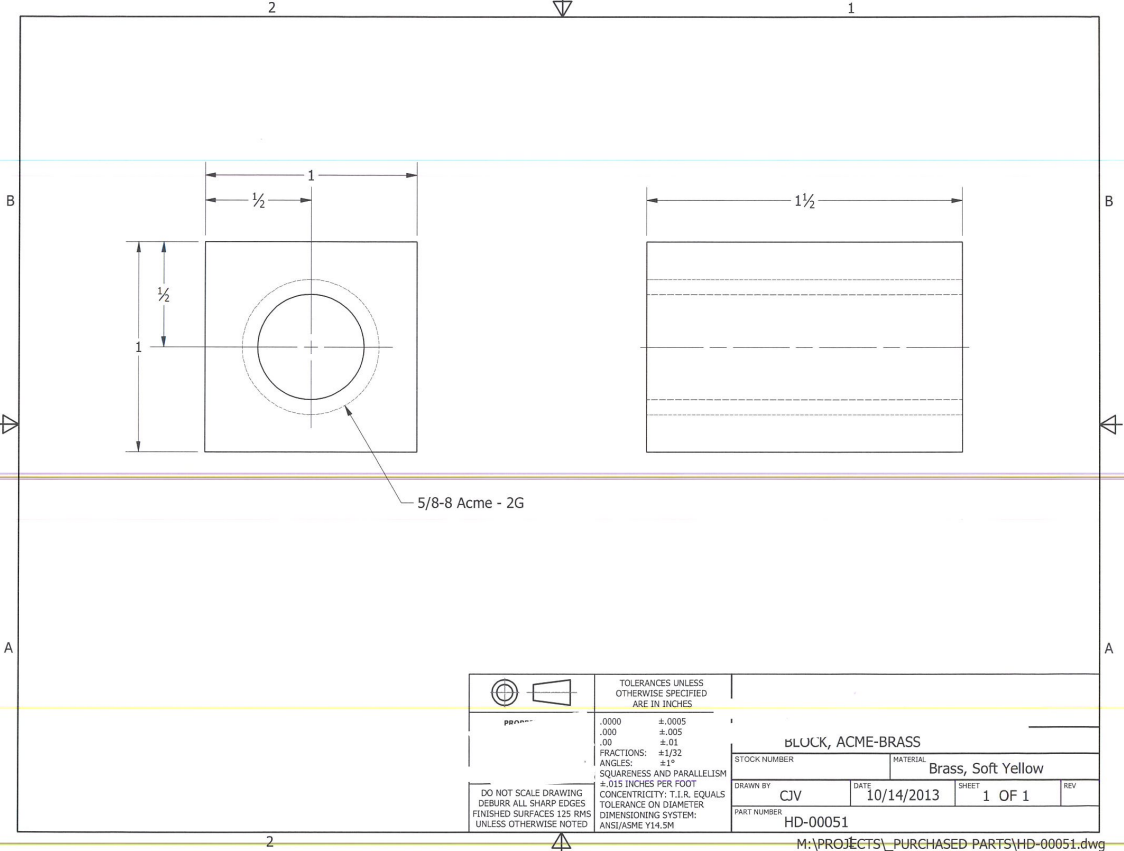 2 1
1
½
1½
B B
½
1
5/8-8 Acme - 2G
A A
TOLERANCES UNLESS
OTHERWISE SPECIFIED
ARE IN INCHES
.0000 ±.0005
.000 ±.005
.00 ±.01
FRACTIONS: ±1/32
ANGLES: ±1°
SQUARENESS AND PARALLELISM
±.015 INCHES PER FOOT
CONCENTRICITY: T.I.R. EQUALS
TOLERANCE ON DIAMETER
DIMENSIONING SYSTEM:
ANSI/ASME Y14.5M
DO NOT SCALE DRAWING
DEBURR ALL SHARP EDGES
FINISHED SURFACES 125 RMS
UNLESS OTHERWISE NOTED
BLOCK, ACME-BRASS
STOCK NUMBER
MATERIAL
Brass, Soft Yellow
DRAWN BY
CJV
DATE
10/14/2013
SHEET
1 OF 1
REV
PART NUMBER
HD-00051
2 1
M:\PROJECTS\_PURCHASED PARTS\HD-00051.dwg